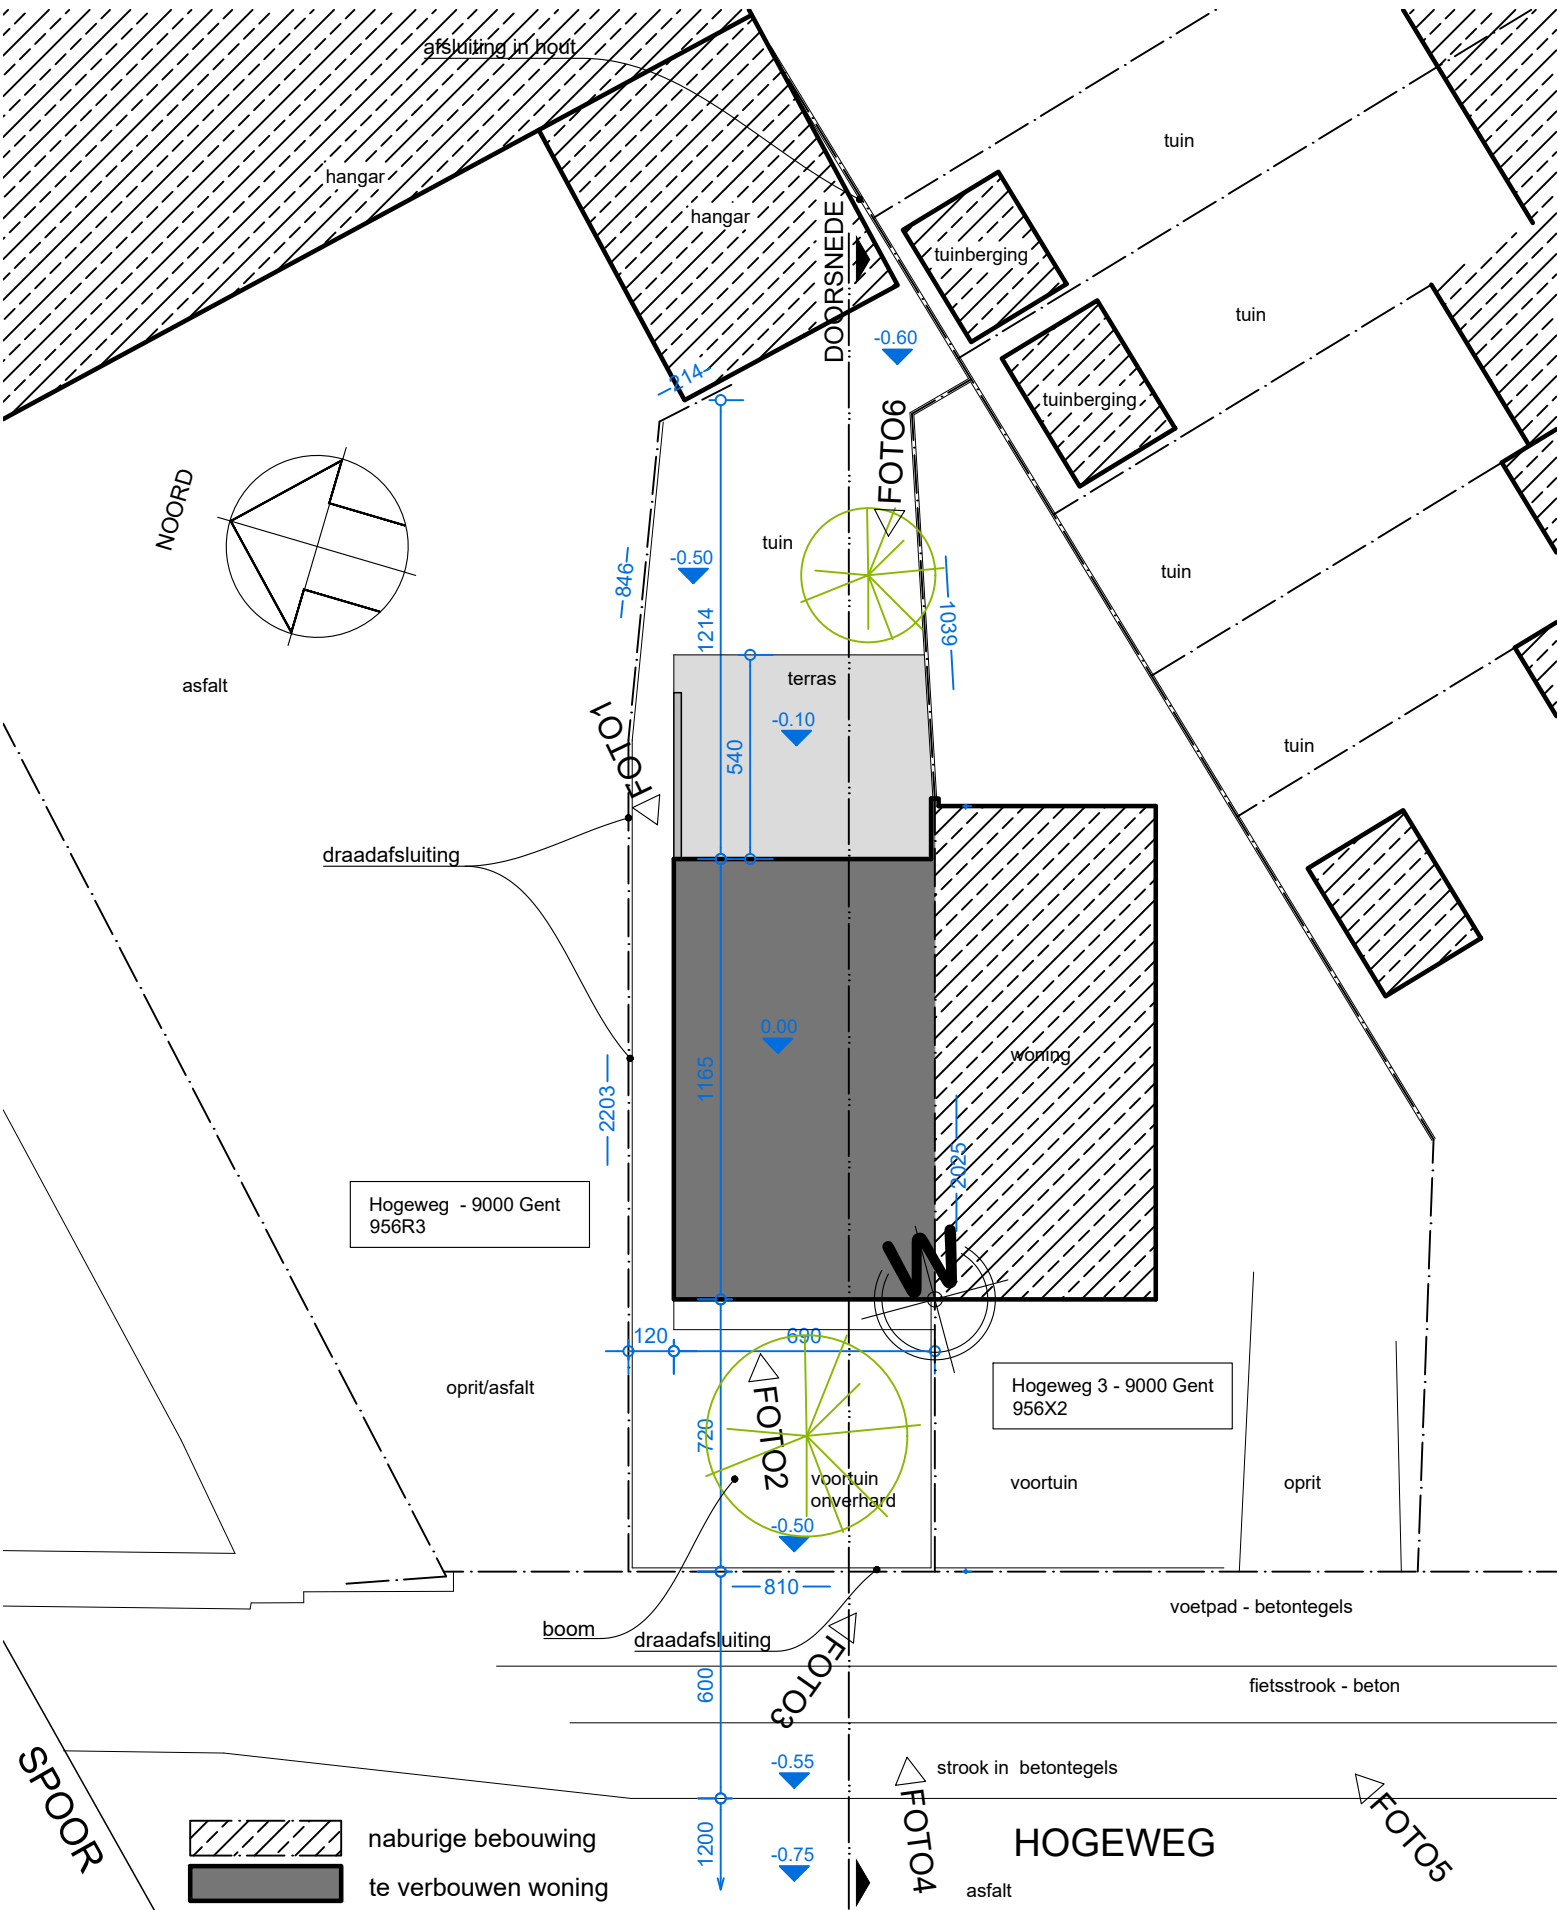 afsluiting in hout
tuin
hangar
hangar
DOORSNEDE
tuinberging
tuin
-0.60
214
tuinberging
FOTO6
NOORD
tuin
-0.50
846
tuin
1214
1039
asfalt
terras
FOTO1
-0.10
540
tuin
draadafsluiting
0.00
woning
1165
2203
2025
Hogeweg - 9000 Gent
956R3
W
120
690
oprit/asfalt
FOTO2
Hogeweg 3 - 9000 Gent
956X2
720
voortuin
onverhard
voortuin
oprit
-0.50
810
voetpad - betontegels
boom
draadafsluiting
FOTO3
600
fietsstrook - beton
-0.55
strook in betontegels
SPOOR
FOTO4
FOTO5
naburige bebouwing
1200
-0.75
HOGEWEG
te verbouwen woning
asfalt